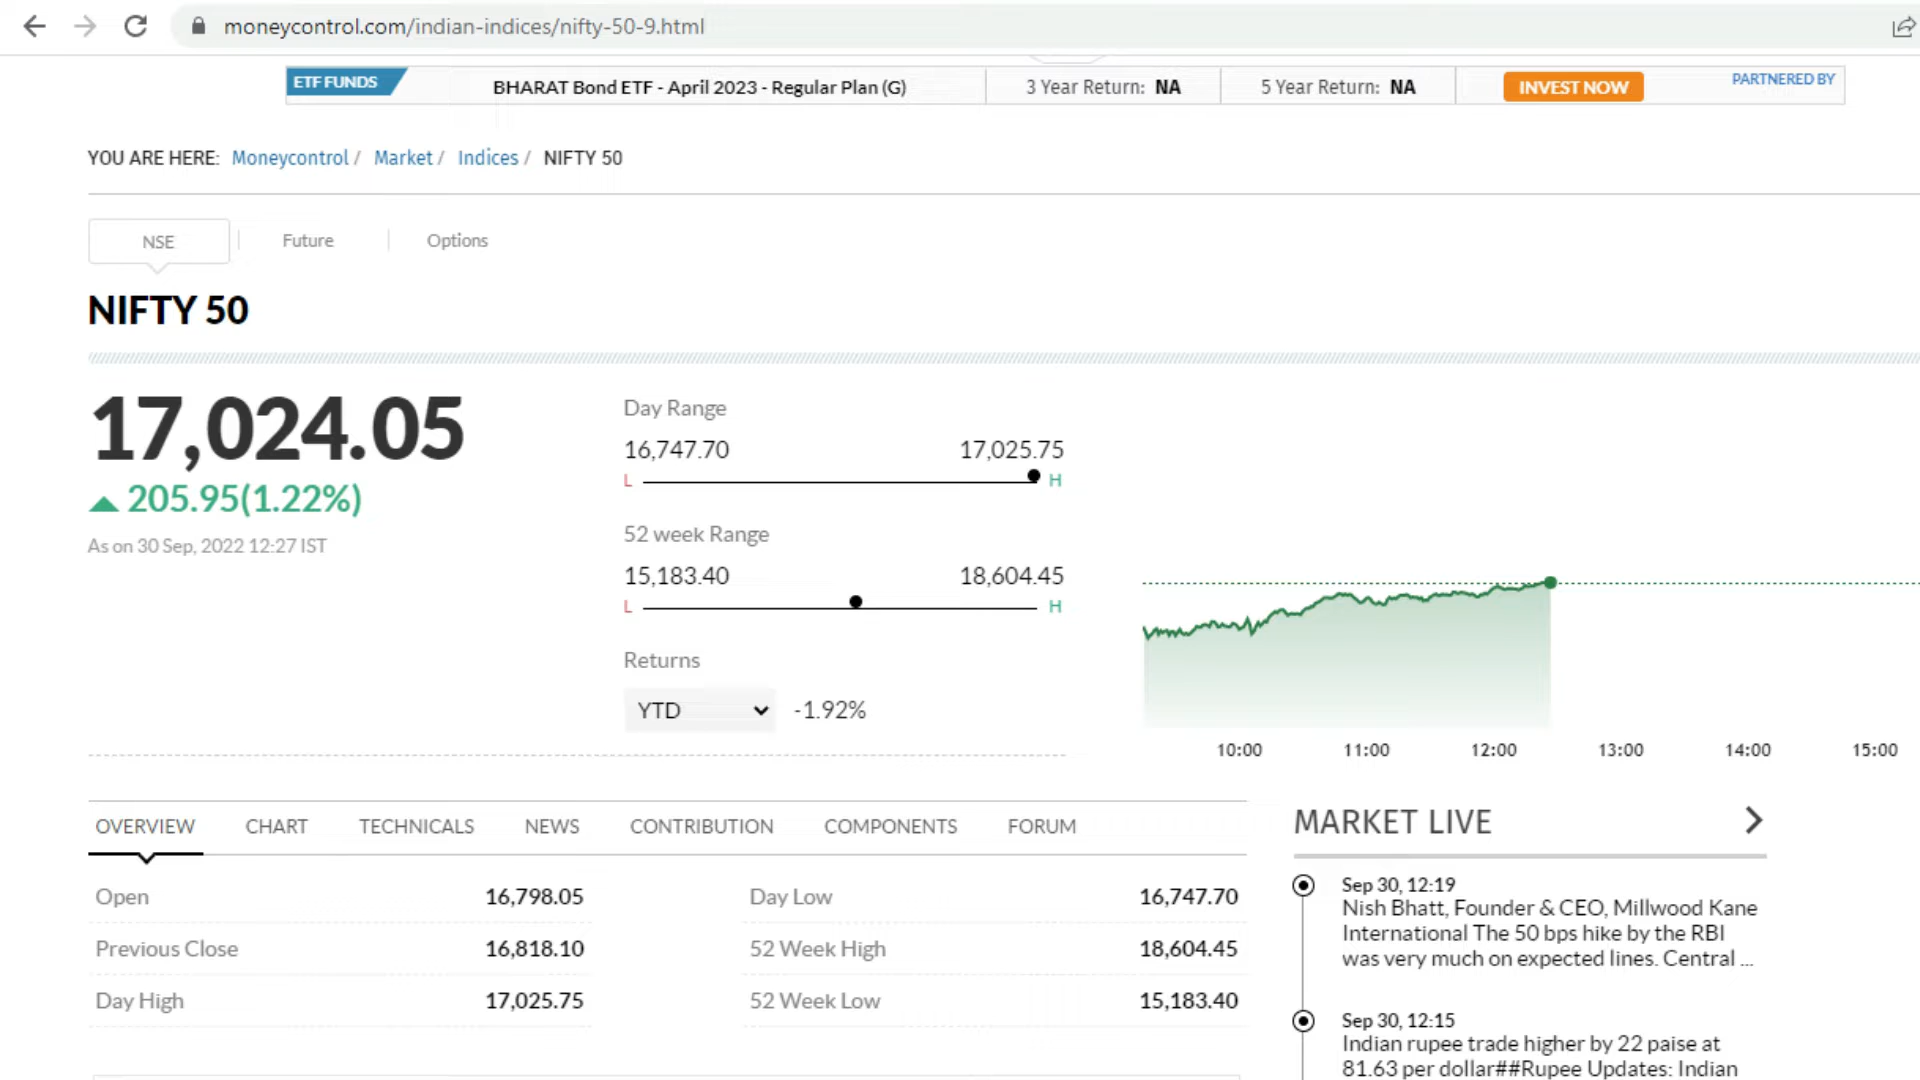 moneycontrol.com/indian-indices/nifty-50-9.html
ETF FUNDS
BHARAT Bond ETF - April 2023 - Regular Plan (G)
3 Year Return: NA
5 Year Return: NA
INVEST NOW
PARTNERED BY
YOU ARE HERE: Moneycontrol / Market / Indices / NIFTY 50
NSE
Future
Options
NIFTY 50
17,024.05
205.95(1.22%)
As on 30 Sep, 2022 12:27 IST
Day Range
16,747.70 17,025.75
L H
52 week Range
15,183.40 18,604.45
L H
Returns
YTD -1.92%
10:00 11:00 12:00 13:00 14:00 15:00
OVERVIEW CHART TECHNICALS NEWS CONTRIBUTION COMPONENTS FORUM
Open 16,798.05
Previous Close 16,818.10
Day High 17,025.75
Day Low 16,747.70
52 Week High 18,604.45
52 Week Low 15,183.40
MARKET LIVE
Sep 30, 12:19
Nish Bhatt, Founder & CEO, Millwood Kane
International The 50 bps hike by the RBI
was very much on expected lines. Central ...
Sep 30, 12:15
Indian rupee trade higher by 22 paise at
81.63 per dollar##Rupee Updates: Indian